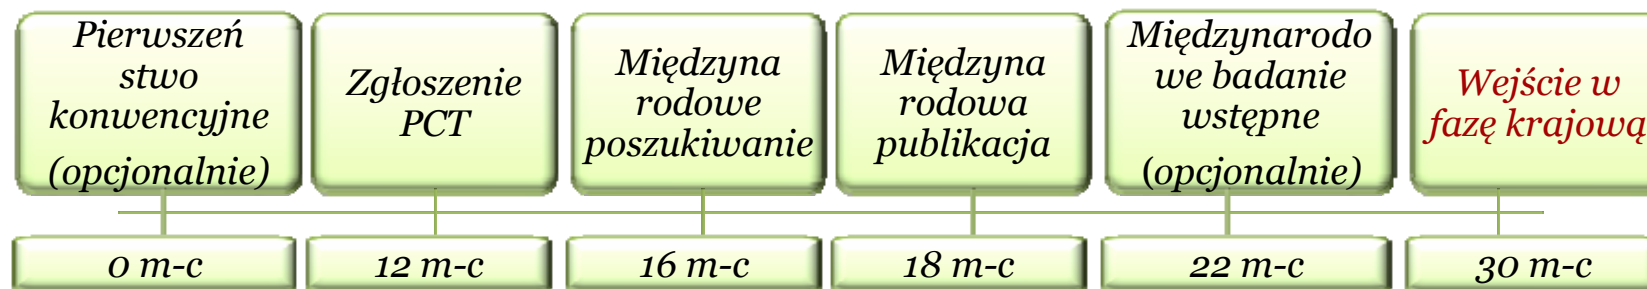 Pierwszeń
stwo
konwencyjne
(opcjonalnie)
Zgłoszenie
PCT
Międzyna
rodowe
poszukiwanie
Międzyna
rodowa
publikacja
Międzynarodo
we badanie
wstępne
(opcjonalnie)
Wejście w
fazę krajową
0 m-c
12 m-c
16 m-c
18 m-c
22 m-c
30 m-c